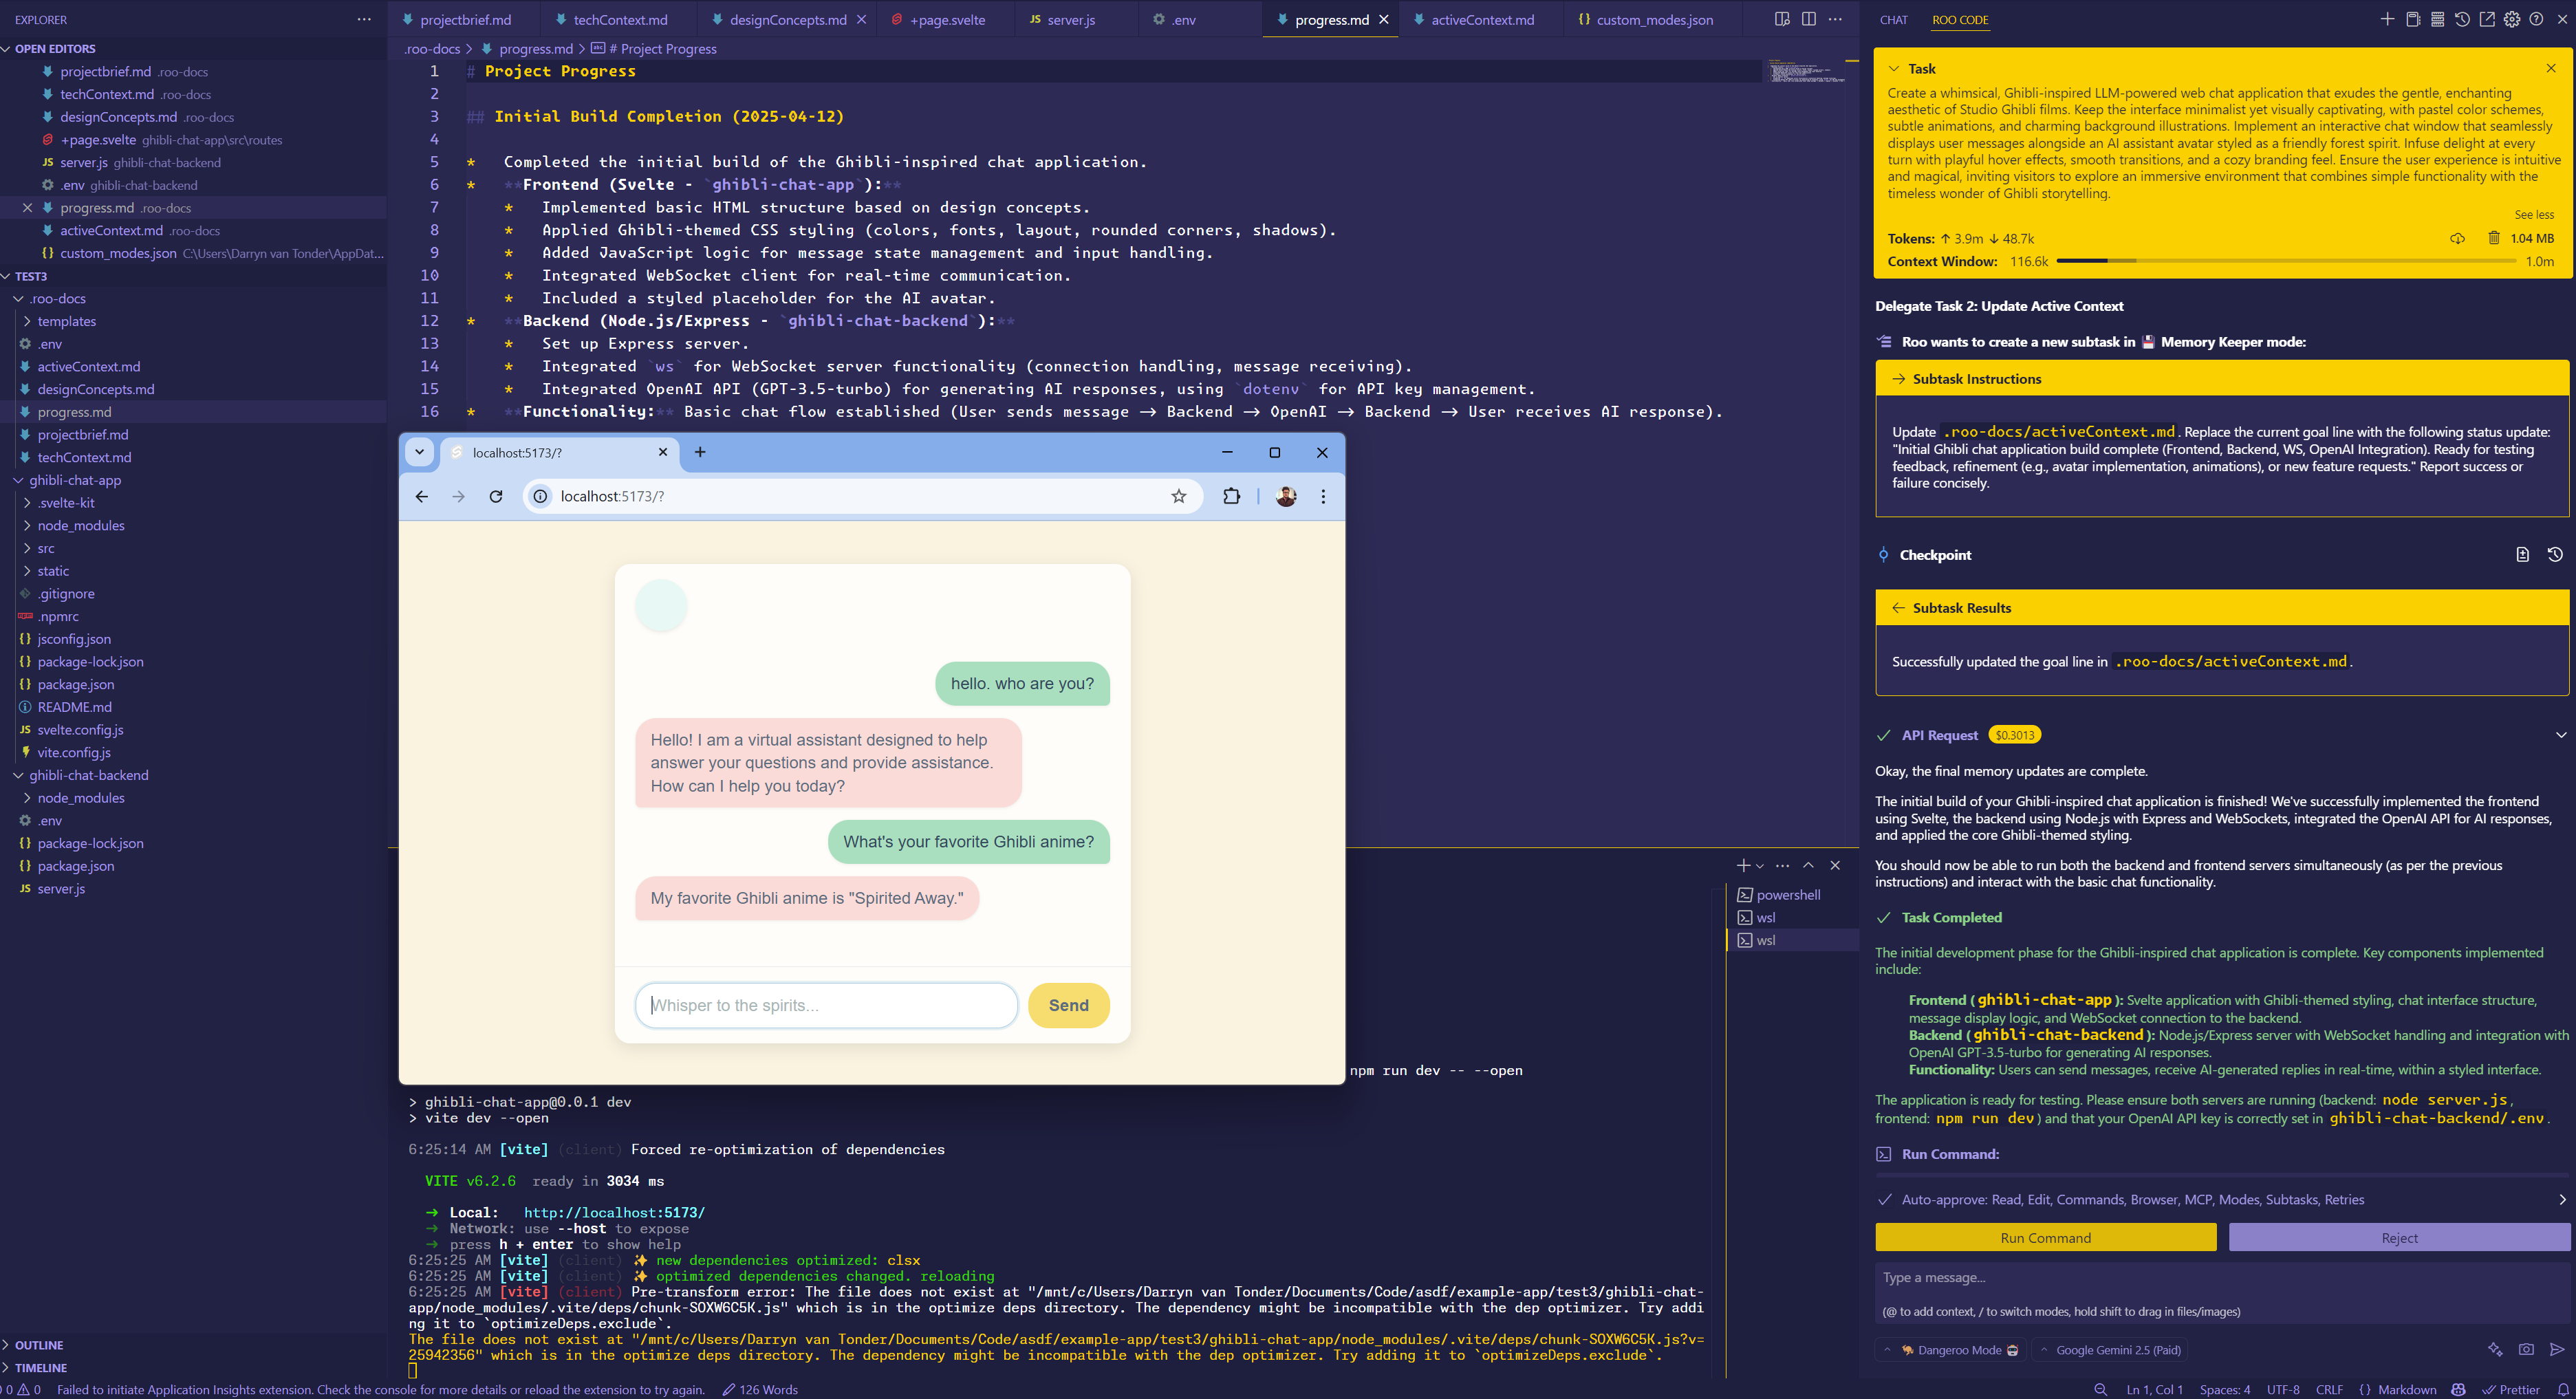 EXPLORER
OPEN EDITORS
projectbrief.md .roo-docs
techContext.md .roo-docs
designConcepts.md .roo-docs
+page.svelte ghibli-chat-app\src\routes
JS server.js ghibli-chat-backend
.env ghibli-chat-backend
progress.md .roo-docs
activeContext.md .roo-docs
{} custom_modes.json C:\Users\Darryn van Tonder\AppDat...
TEST3
.roo-docs
templates
.env
activeContext.md
designConcepts.md
progress.md
projectbrief.md
techContext.md
ghibli-chat-app
.svelte-kit
node_modules
src
static
.gitignore
.npmrc
{} jsconfig.json
{} package-lock.json
{} package.json
README.md
JS svelte.config.js
vite.config.js
ghibli-chat-backend
node_modules
.env
{} package-lock.json
{} package.json
JS server.js
OUTLINE
TIMELINE
projectbrief.md techContext.md designConcepts.md +page.svelte JS server.js .env progress.md activeContext.md {} custom_modes.json
.roo-docs > progress.md > # Project Progress
1 # Project Progress
2
3 ## Initial Build Completion (2025-04-12)
4
5 * Completed the initial build of the Ghibli-inspired chat application.
6 * **Frontend (Svelte - `ghibli-chat-app`):**
7 * Implemented basic HTML structure based on design concepts.
8 * Applied Ghibli-themed CSS styling (colors, fonts, layout, rounded corners, shadows).
9 * Added JavaScript logic for message state management and input handling.
10 * Integrated WebSocket client for real-time communication.
11 * Included a styled placeholder for the AI avatar.
12 * **Backend (Node.js/Express - `ghibli-chat-backend`):**
13 * Set up Express server.
14 * Integrated `ws` for WebSocket server functionality (connection handling, message receiving).
15 * Integrated OpenAI API (GPT-3.5-turbo) for generating AI responses, using `dotenv` for API key management.
16 * **Functionality:** Basic chat flow established (User sends message → Backend → OpenAI → Backend → User receives AI response).
localhost:5173/?
localhost:5173/?
hello. who are you?
Hello! I am a virtual assistant designed to help
answer your questions and provide assistance.
How can I help you today?
What's your favorite Ghibli anime?
My favorite Ghibli anime is "Spirited Away."
Whisper to the spirits...
Send
powershell
wsl
wsl
npm run dev -- --open
> ghibli-chat-app@0.0.1 dev
> vite dev --open
6:25:14 AM [vite] (client) Forced re-optimization of dependencies
VITE v6.2.6 ready in 3034 ms
→ Local: http://localhost:5173/
→ Network: use --host to expose
→ press h + enter to show help
6:25:25 AM [vite] (client) ✨ new dependencies optimized: clsx
6:25:25 AM [vite] (client) ✨ optimized dependencies changed. reloading
6:25:25 AM [vite] (client) Pre-transform error: The file does not exist at "/mnt/c/Users/Darryn van Tonder/Documents/Code/asdf/example-app/test3/ghibli-chat-
app/node_modules/.vite/deps/chunk-SOXW6C5K.js" which is in the optimize deps directory. The dependency might be incompatible with the dep optimizer. Try addi
ng it to `optimizeDeps.exclude`.
The file does not exist at "/mnt/c/Users/Darryn van Tonder/Documents/Code/asdf/example-app/test3/ghibli-chat-app/node_modules/.vite/deps/chunk-SOXW6C5K.js?v=
25942356" which is in the optimize deps directory. The dependency might be incompatible with the dep optimizer. Try adding it to `optimizeDeps.exclude`.
CHAT ROO CODE
Task
Create a whimsical, Ghibli-inspired LLM-powered web chat application that exudes the gentle, enchanting
aesthetic of Studio Ghibli films. Keep the interface minimalist yet visually captivating, with pastel color schemes,
subtle animations, and charming background illustrations. Implement an interactive chat window that seamlessly
displays user messages alongside an AI assistant avatar styled as a friendly forest spirit. Infuse delight at every
turn with playful hover effects, smooth transitions, and a cozy branding feel. Ensure the user experience is intuitive
and magical, inviting visitors to explore an immersive environment that combines simple functionality with the
timeless wonder of Ghibli storytelling.
See less
Tokens: ↑ 3.9m ↓ 48.7k 1.04 MB
Context Window: 116.6k 1.0m
Delegate Task 2: Update Active Context
Roo wants to create a new subtask in 💾 Memory Keeper mode:
→ Subtask Instructions
Update .roo-docs/activeContext.md. Replace the current goal line with the following status update:
"Initial Ghibli chat application build complete (Frontend, Backend, WS, OpenAI Integration). Ready for testing
feedback, refinement (e.g., avatar implementation, animations), or new feature requests." Report success or
failure concisely.
Checkpoint
← Subtask Results
Successfully updated the goal line in .roo-docs/activeContext.md.
API Request $0.3013
Okay, the final memory updates are complete.
The initial build of your Ghibli-inspired chat application is finished! We've successfully implemented the frontend
using Svelte, the backend using Node.js with Express and WebSockets, integrated the OpenAI API for AI responses,
and applied the core Ghibli-themed styling.
You should now be able to run both the backend and frontend servers simultaneously (as per the previous
instructions) and interact with the basic chat functionality.
Task Completed
The initial development phase for the Ghibli-inspired chat application is complete. Key components implemented
include:
Frontend (ghibli-chat-app): Svelte application with Ghibli-themed styling, chat interface structure,
message display logic, and WebSocket connection to the backend.
Backend (ghibli-chat-backend): Node.js/Express server with WebSocket handling and integration with
OpenAI GPT-3.5-turbo for generating AI responses.
Functionality: Users can send messages, receive AI-generated replies in real-time, within a styled interface.
The application is ready for testing. Please ensure both servers are running (backend: node server.js,
frontend: npm run dev) and that your OpenAI API key is correctly set in ghibli-chat-backend/.env.
Run Command:
Auto-approve: Read, Edit, Commands, Browser, MCP, Modes, Subtasks, Retries
Run Command
Reject
Type a message...
(@ to add context, / to switch modes, hold shift to drag in files/images)
Dangeroo Mode Google Gemini 2.5 (Paid)
0 0 Failed to initiate Application Insights extension. Check the console for more details or reload the extension to try again. 126 Words Ln 1, Col 1 Spaces: 4 UTF-8 CRLF {} Markdown Prettier